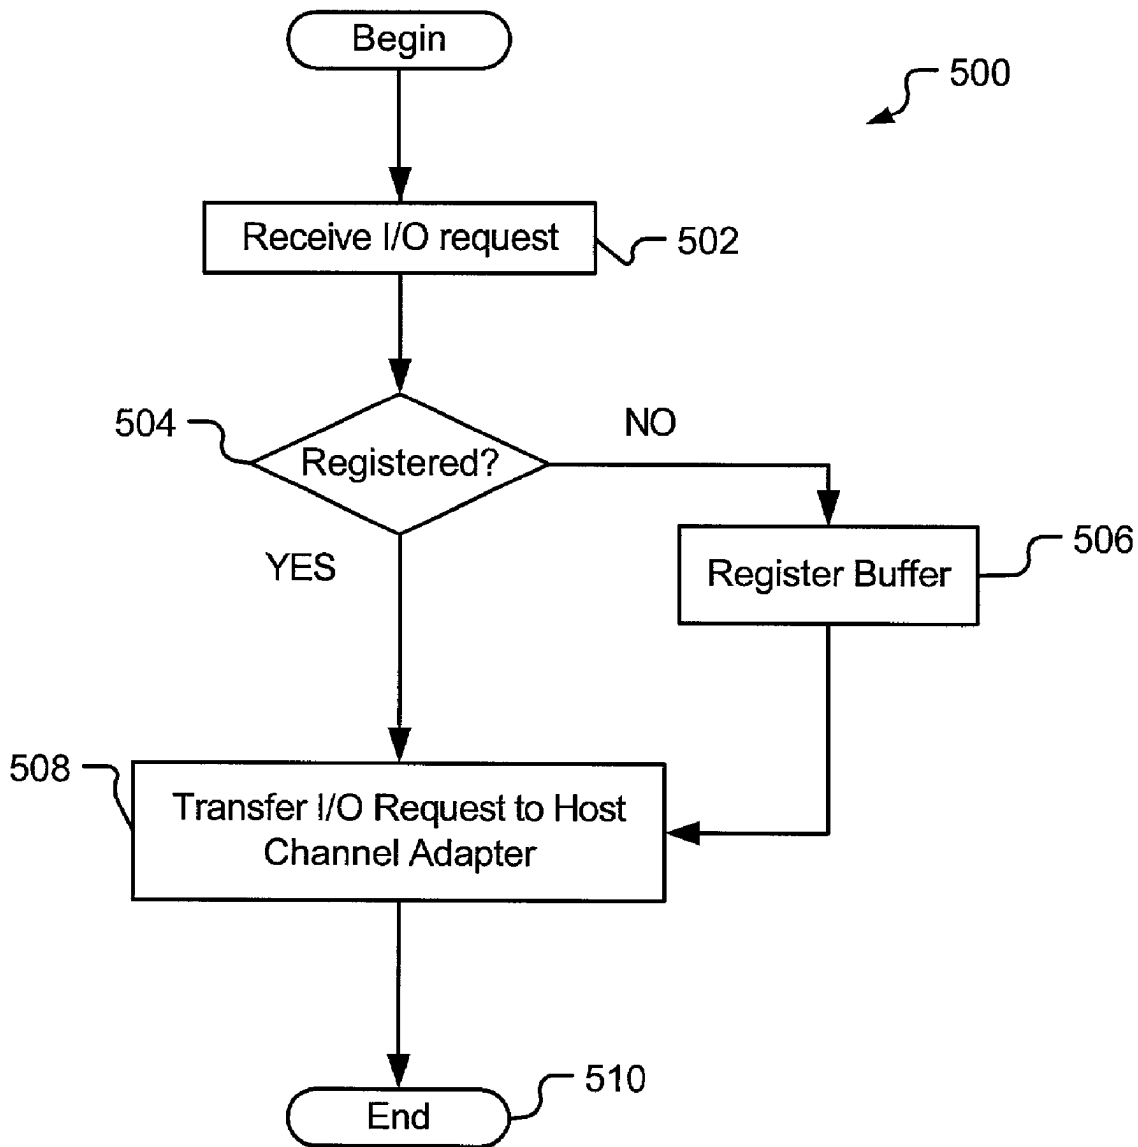 Begin
500
Receive I/O request
502
504
Registered?
NO
YES
Register Buffer
506
508
Transfer I/O Request to Host
Channel Adapter
510
End